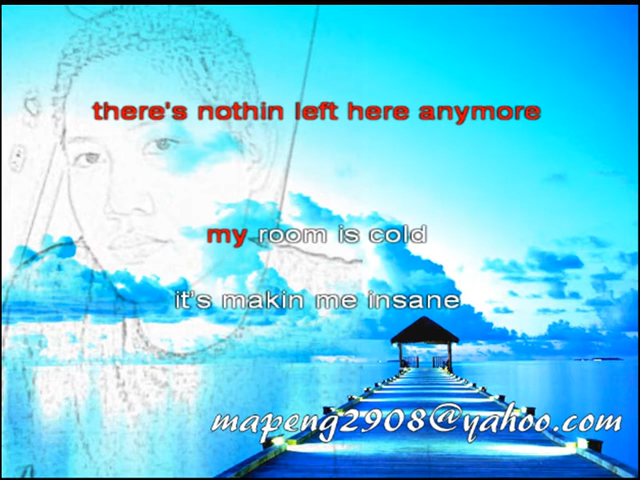 there's nothin left here anymore
my room is cold
it's makin me insane
mapeng2908@yahoo.com